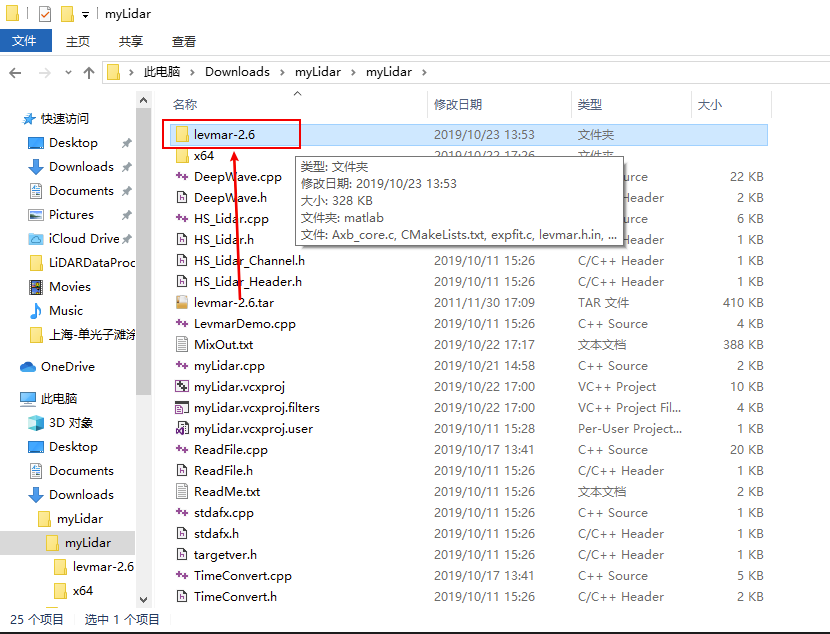 myLidar
文件 主页 共享 查看
此电脑 Downloads myLidar myLidar
名称 修改日期 类型 大小
快速访问
Desktop
Downloads
Documents
Pictures
iCloud Drive
LiDARDataProc
Movies
Music
上海-单光子滩涂
OneDrive
此电脑
3D 对象
Desktop
Documents
Downloads
myLidar
myLidar
levmar-2.6
x64
levmar-2.6 2019/10/23 13:53 文件夹
x64 2019/10/22 17:26 文件夹
DeepWave.cpp urce 22 KB
DeepWave.h Header 2 KB
HS_Lidar.cpp urce 6 KB
HS_Lidar.h Header 1 KB
类型: 文件夹
修改日期: 2019/10/23 13:53
大小: 328 KB
文件夹: matlab
文件: Axb_core.c, CMakeLists.txt, expfit.c, levmar.h.in, ...
HS_Lidar_Channel.h 2019/10/11 15:26 C/C++ Header 1 KB
HS_Lidar_Header.h 2019/10/11 15:26 C/C++ Header 1 KB
levmar-2.6.tar 2011/11/30 17:09 TAR 文件 410 KB
LevmarDemo.cpp 2019/10/11 15:26 C++ Source 4 KB
MixOut.txt 2019/10/22 17:17 文本文档 388 KB
myLidar.cpp 2019/10/21 14:58 C++ Source 2 KB
myLidar.vcxproj 2019/10/22 17:00 VC++ Project 10 KB
myLidar.vcxproj.filters 2019/10/22 17:00 VC++ Project Fil... 4 KB
myLidar.vcxproj.user 2019/10/11 15:28 Per-User Project... 1 KB
ReadFile.cpp 2019/10/17 13:41 C++ Source 20 KB
ReadFile.h 2019/10/11 15:26 C/C++ Header 1 KB
ReadMe.txt 2019/10/11 15:26 文本文档 2 KB
stdafx.cpp 2019/10/11 15:26 C++ Source 1 KB
stdafx.h 2019/10/11 15:26 C/C++ Header 1 KB
targetver.h 2019/10/11 15:26 C/C++ Header 1 KB
TimeConvert.cpp 2019/10/17 13:41 C++ Source 5 KB
TimeConvert.h 2019/10/11 15:26 C/C++ Header 2 KB
25 个项目 选中 1 个项目